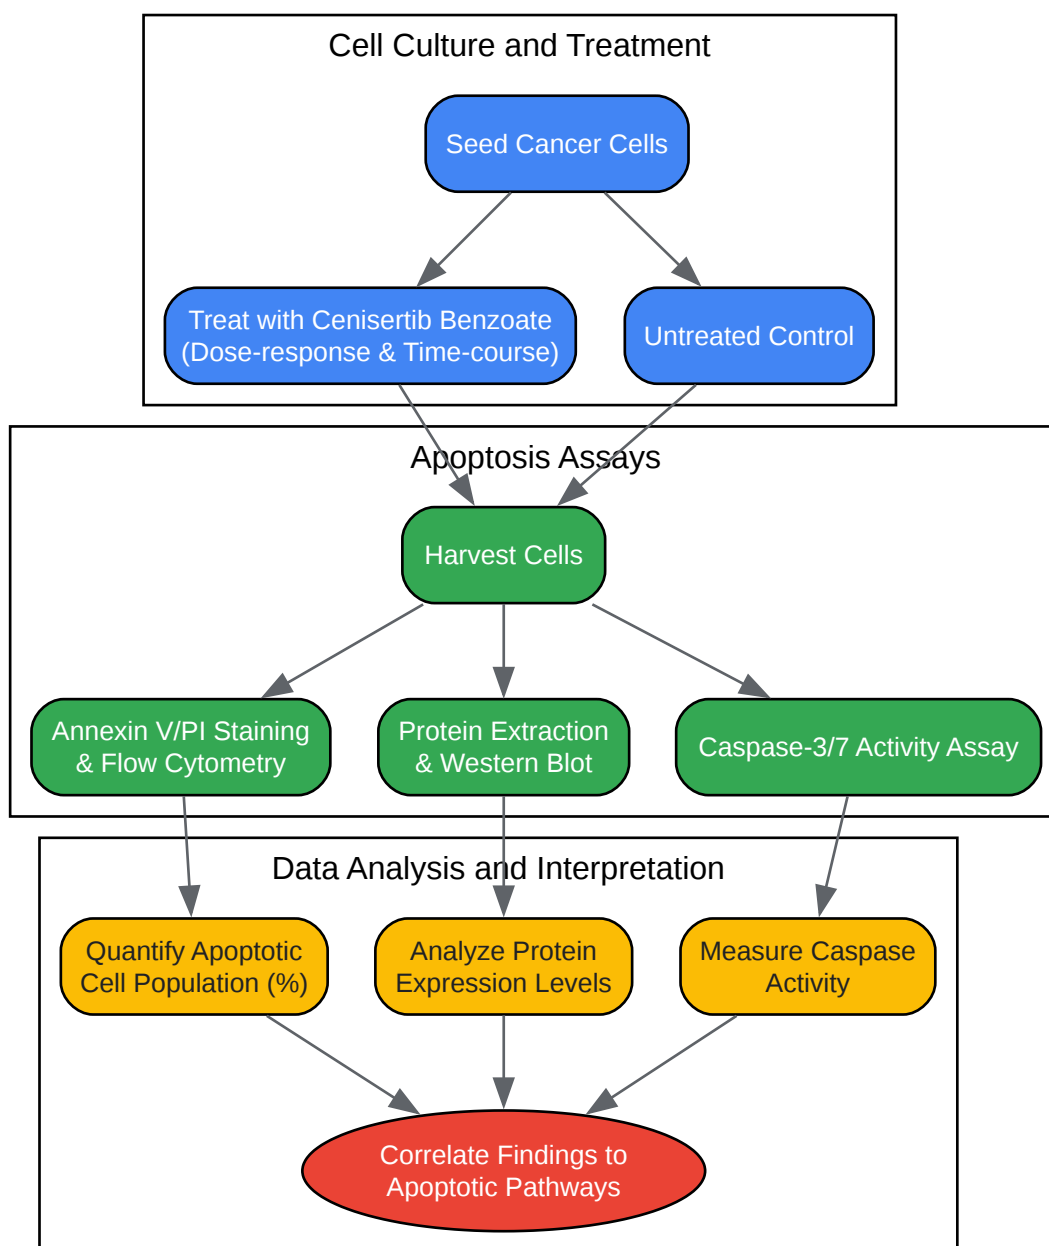 Cell Culture and Treatment
Seed Cancer Cells
Treat with Cenisertib Benzoate
(Dose-response & Time-course)
Untreated Control
Apoptosis Assays
Harvest Cells
Annexin V/PI Staining
& Flow Cytometry
Protein Extraction
& Western Blot
Caspase-3/7 Activity Assay
Data Analysis and Interpretation
Quantify Apoptotic
Cell Population (%)
Analyze Protein
Expression Levels
Measure Caspase
Activity
Correlate Findings to
Apoptotic Pathways